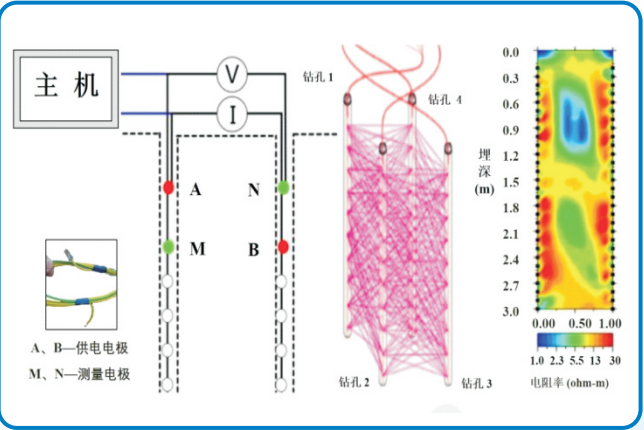 主 机
V
I
A
N
M
B
A、B—供电电极
M、N—测量电极
钻孔1
钻孔 4
钻孔2
钻孔3
埋
深
(m)
0.0
0.3
0.6
0.9
1.2
1.5
1.8
2.1
2.4
2.7
3.0
0.00 0.50 1.00
1.0 2.3 5.5 13 30
电阻率 (ohm-m)